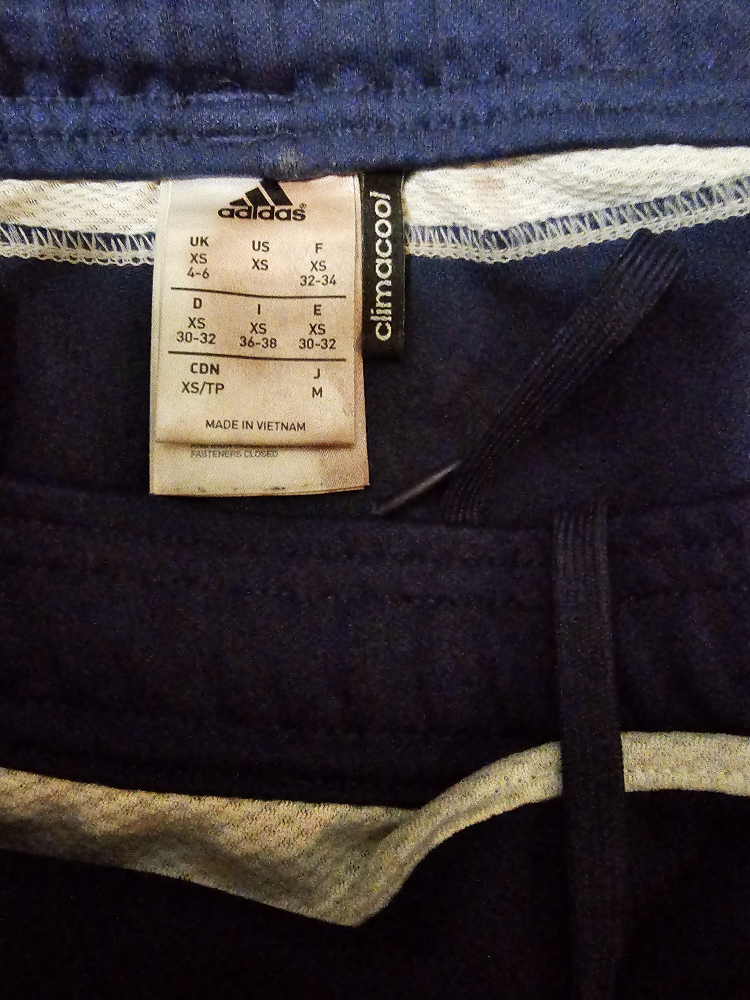 adidas®
UK US F
XS XS XS
4-6 32-34
D I E
XS XS XS
30-32 36-38 30-32
CDN J
XS/TP M
MADE IN VIETNAM
FASTENERS CLOSED
climacool